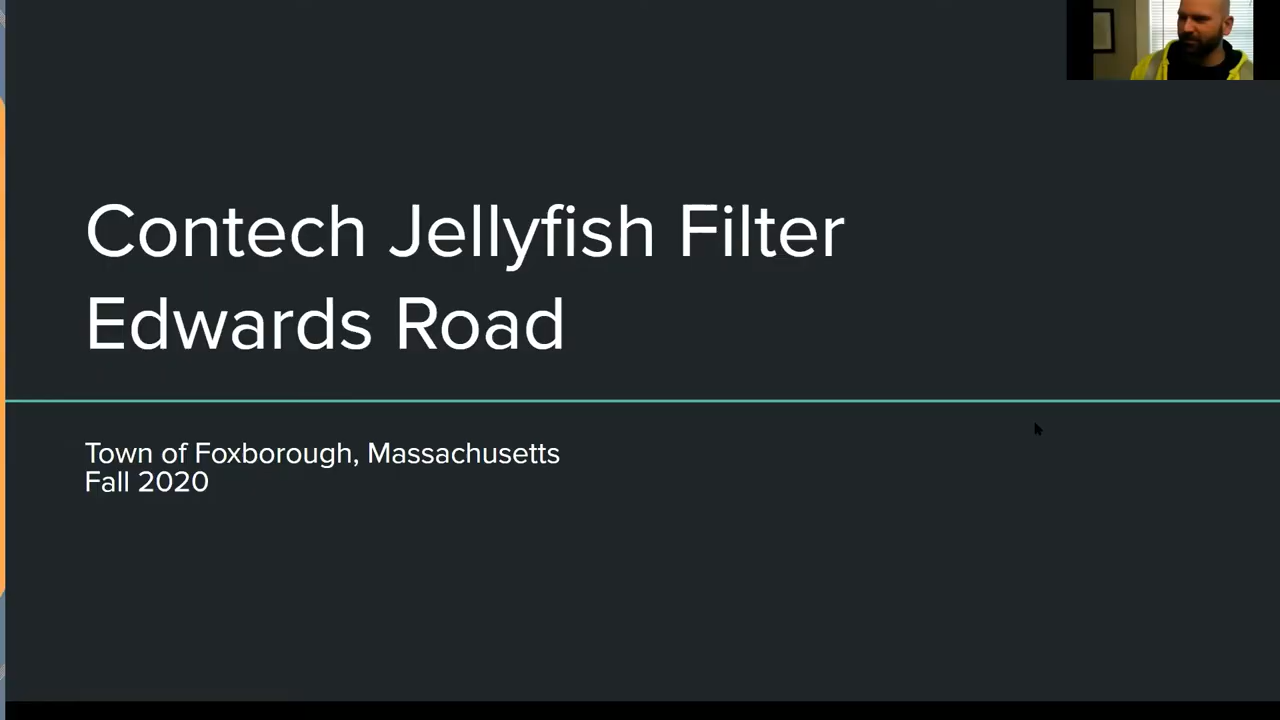 Contech Jellyfish Filter
Edwards Road
Town of Foxborough, Massachusetts
Fall 2020